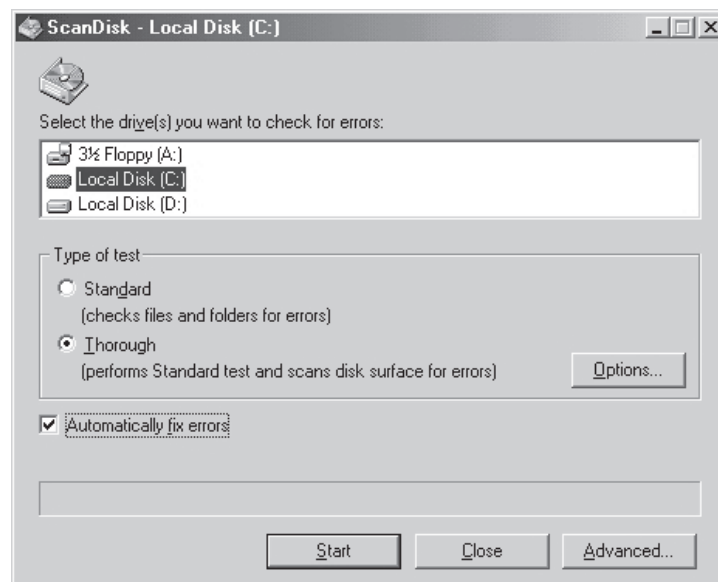 ScanDisk - Local Disk (C:)
Select the drive(s) you want to check for errors:
3½ Floppy (A:)
Local Disk (C:)
Local Disk (D:)
Type of test
Standard
(checks files and folders for errors)
Thorough
(performs Standard test and scans disk surface for errors)
Options...
Automatically fix errors
Start Close Advanced...